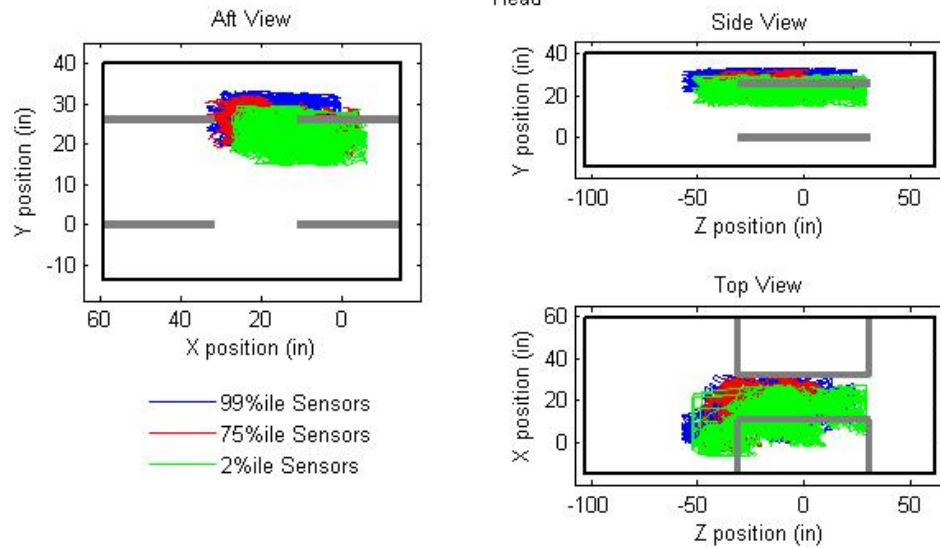 Head
Aft View
40
30
20
10
0
-10
Y position (in)
60 40 20 0
X position (in)
Side View
40
20
0
Y position (in)
-100 -50 0 50
Z position (in)
Top View
60
40
20
0
X position (in)
-100 -50 0 50
Z position (in)
99%ile Sensors
75%ile Sensors
2%ile Sensors